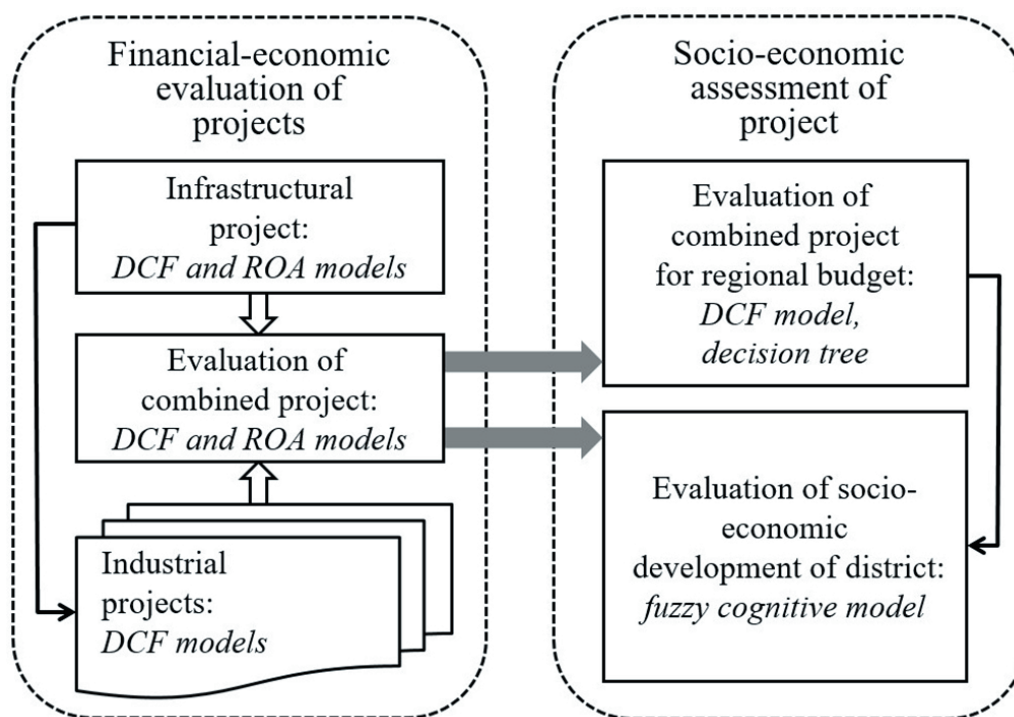 Financial-economic
evaluation of
projects
Infrastructural
project:
DCF and ROA models
Evaluation of
combined project:
DCF and ROA models
Industrial
projects:
DCF models
Socio-economic
assessment of
project
Evaluation of
combined project
for regional budget:
DCF model,
decision tree
Evaluation of socio-
economic
development of district:
fuzzy cognitive model